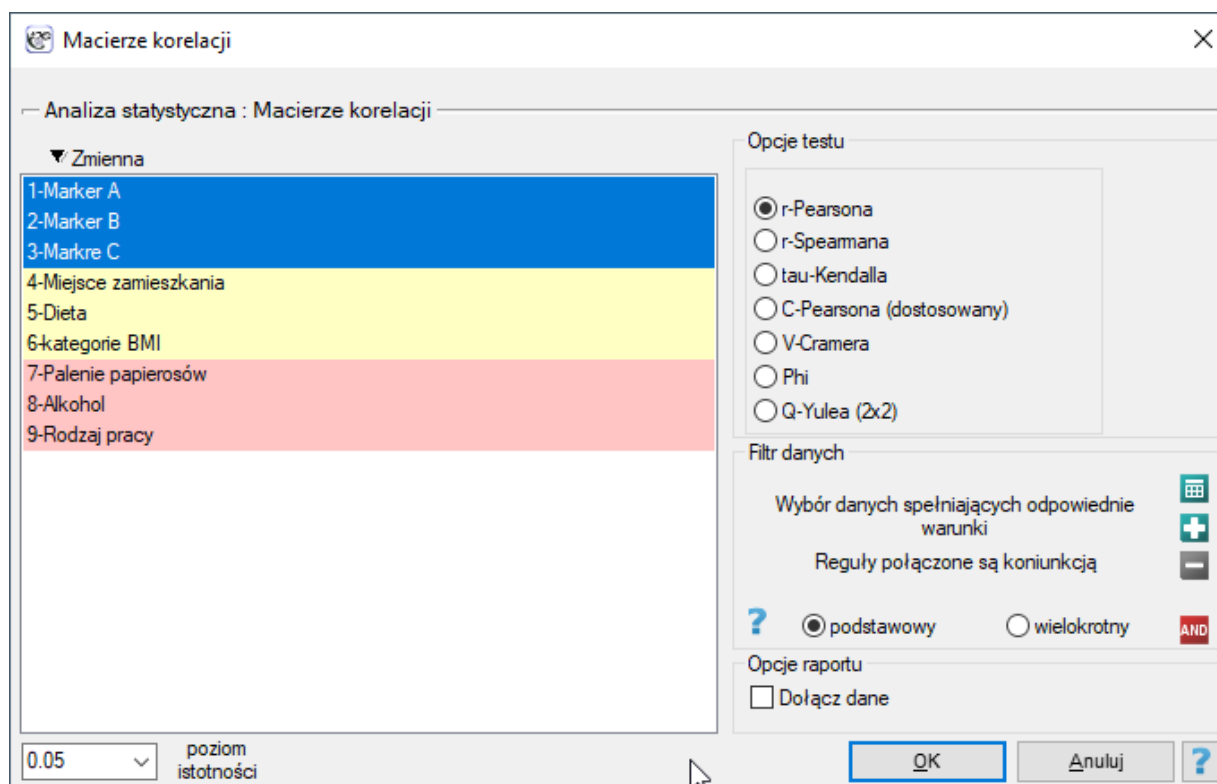 Macierze korelacji
Analiza statystyczna : Macierze korelacji
Zmienna
1-Marker A
2-Marker B
3-Markre C
4-Miejsce zamieszkania
5-Dieta
6-kategorie BMI
7-Palenie papierosów
8-Alkohol
9-Rodzaj pracy
Opcje testu
r-Pearsona
r-Spearmana
tau-Kendalla
C-Pearsona (dostosowany)
V-Cramera
Phi
Q-Yulea (2x2)
Filtr danych
Wybór danych spełniających odpowiednie
warunki
Reguły połączone są koniunkcją
? podstawowy wielokrotny AND
Opcje raportu
Dołącz dane
0.05
poziom
istotności
OK Anuluj ?